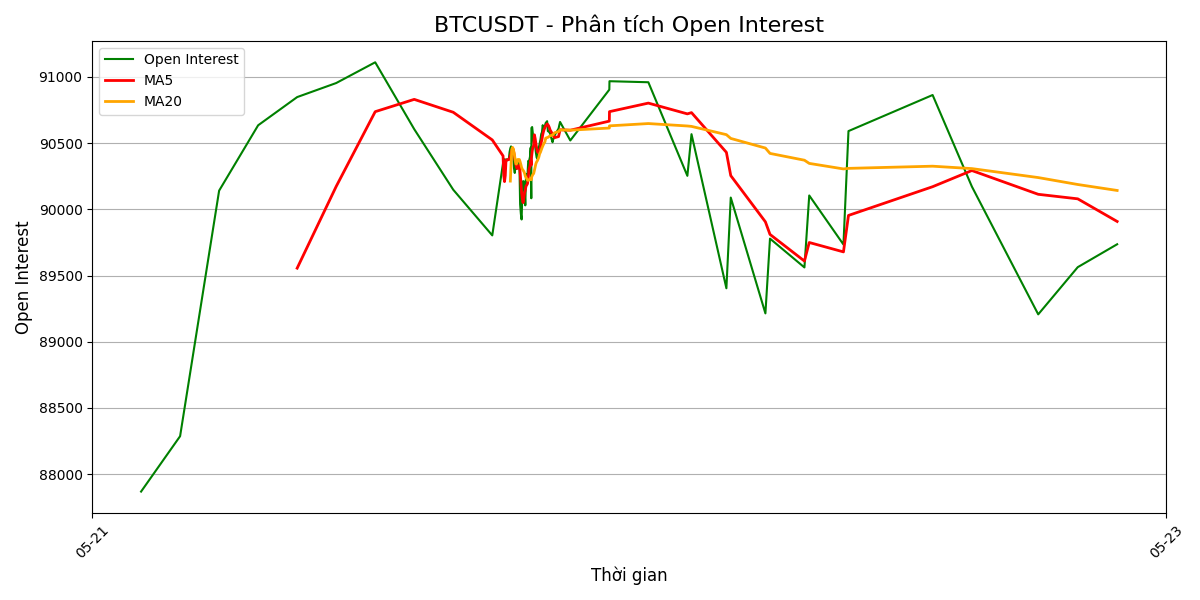 BTCUSDT - Phân tích Open Interest
Open Interest
MA5
MA20
91000
90500
90000
89500
89000
88500
88000
Open Interest
05-21
05-23
Thời gian